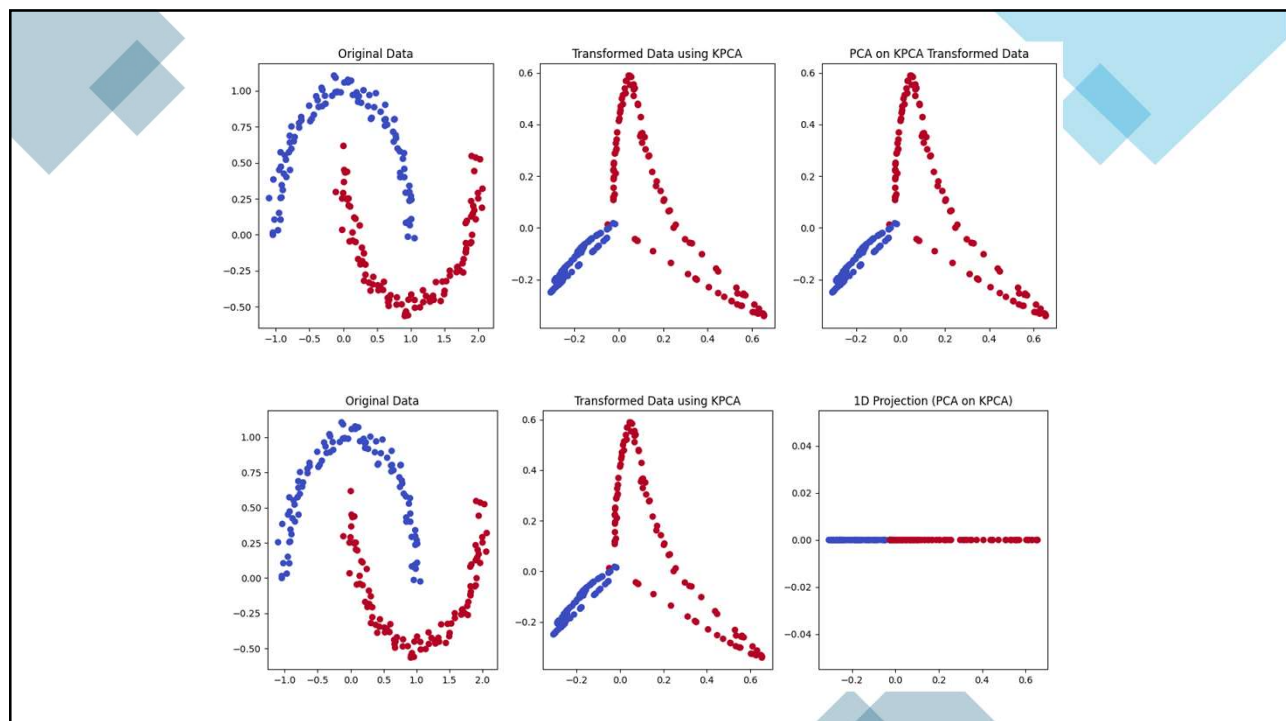 Original Data
Transformed Data using KPCA
PCA on KPCA Transformed Data
1.00
0.75
0.50
0.25
0.00
−0.25
−0.50
−1.0 −0.5 0.0 0.5 1.0 1.5 2.0
0.6
0.4
0.2
0.0
−0.2
−0.2 0.0 0.2 0.4 0.6
0.6
0.4
0.2
0.0
−0.2
−0.2 0.0 0.2 0.4 0.6
Original Data
Transformed Data using KPCA
1D Projection (PCA on KPCA)
1.00
0.75
0.50
0.25
0.00
−0.25
−0.50
−1.0 −0.5 0.0 0.5 1.0 1.5 2.0
0.6
0.4
0.2
0.0
−0.2
−0.2 0.0 0.2 0.4 0.6
0.04
0.02
0.00
−0.02
−0.04
−0.2 0.0 0.2 0.4 0.6